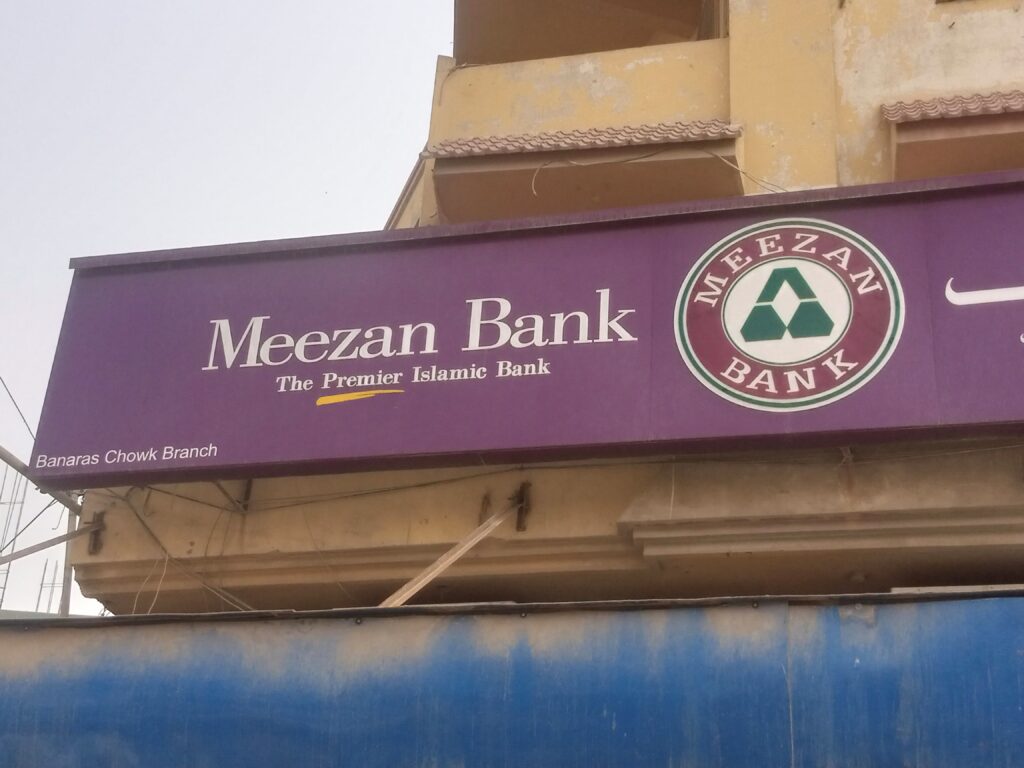 Meezan Bank
The Premier Islamic Bank
Banaras Chowk Branch
MEEZAN
BANK